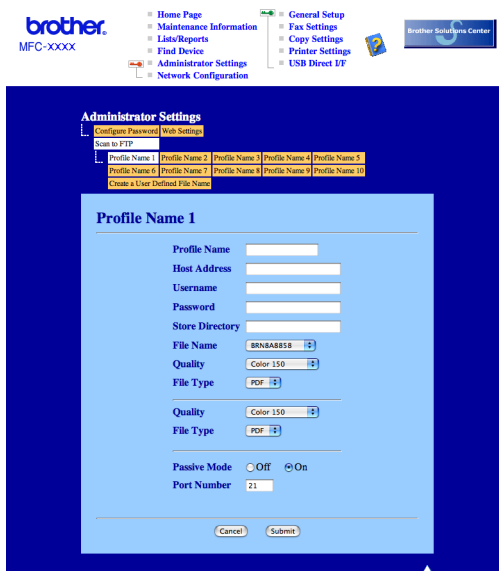 brother.
MFC-XXXX
Home Page
Maintenance Information
Lists/Reports
Find Device
Administrator Settings
Network Configuration
General Setup
Fax Settings
Copy Settings
Printer Settings
USB Direct I/F
Brother Solutions Center
Administrator Settings
Configure Password Web Settings
Scan to FTP
Profile Name 1 Profile Name 2 Profile Name 3 Profile Name 4 Profile Name 5
Profile Name 6 Profile Name 7 Profile Name 8 Profile Name 9 Profile Name 10
Create a User Defined File Name
Profile Name 1
Profile Name
Host Address
Username
Password
Store Directory
File Name BRN8A8858
Quality Color 150
File Type PDF
Quality Color 150
File Type PDF
Passive Mode Off On
Port Number 21
Cancel Submit